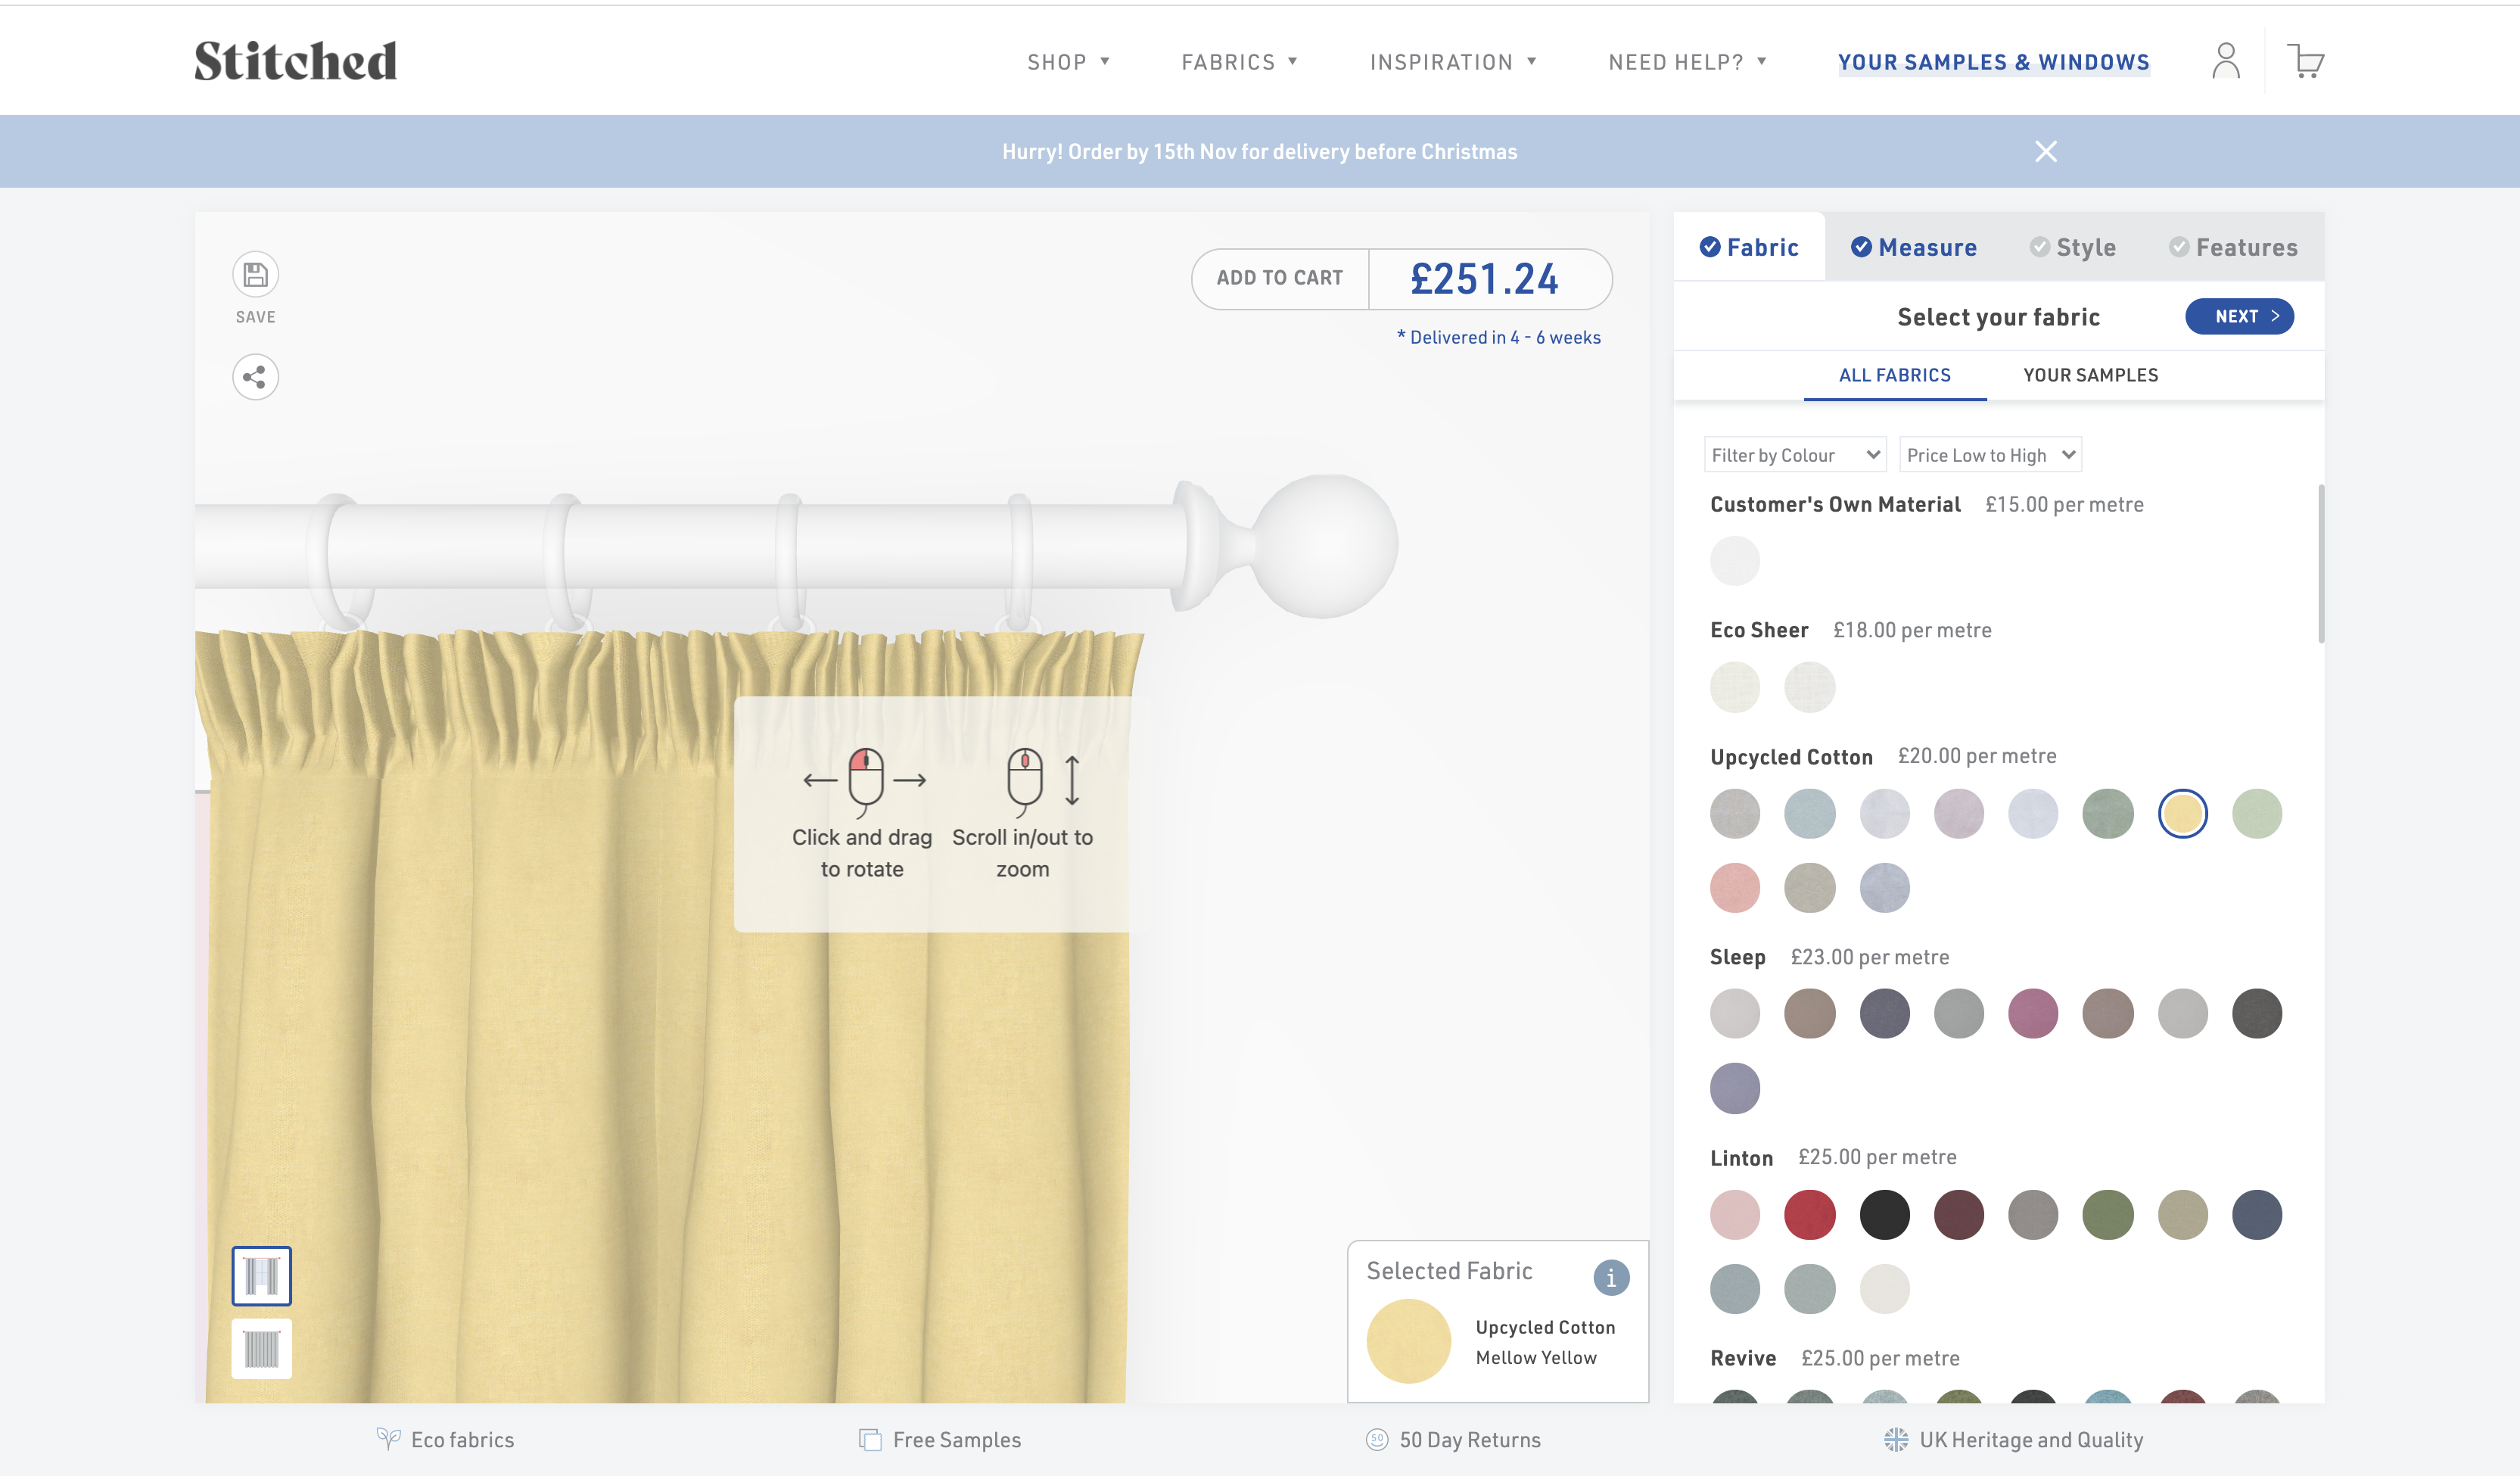 Stitched
SHOP
FABRICS
INSPIRATION
NEED HELP?
YOUR SAMPLES & WINDOWS
Hurry! Order by 15th Nov for delivery before Christmas
SAVE
ADD TO CART
£251.24
* Delivered in 4 - 6 weeks
Click and drag
to rotate
Scroll in/out to
zoom
Selected Fabric
i
Upcycled Cotton
Mellow Yellow
Fabric
Measure
Style
Features
Select your fabric
NEXT >
ALL FABRICS
YOUR SAMPLES
Filter by Colour
Price Low to High
Customer's Own Material £15.00 per metre
Eco Sheer £18.00 per metre
Upcycled Cotton £20.00 per metre
Sleep £23.00 per metre
Linton £25.00 per metre
Revive £25.00 per metre
Eco fabrics
Free Samples
50
50 Day Returns
UK Heritage and Quality